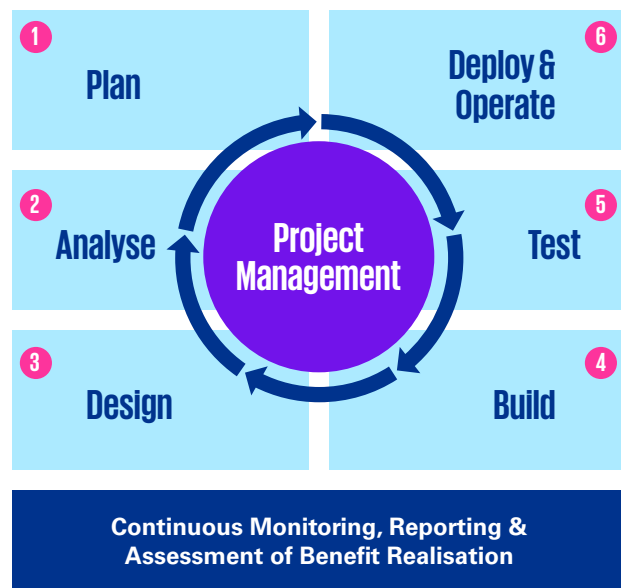 1
Plan
6
Deploy &
Operate
2
Analyse
5
Test
Project
Management
3
Design
4
Build
Continuous Monitoring, Reporting &
Assessment of Benefit Realisation